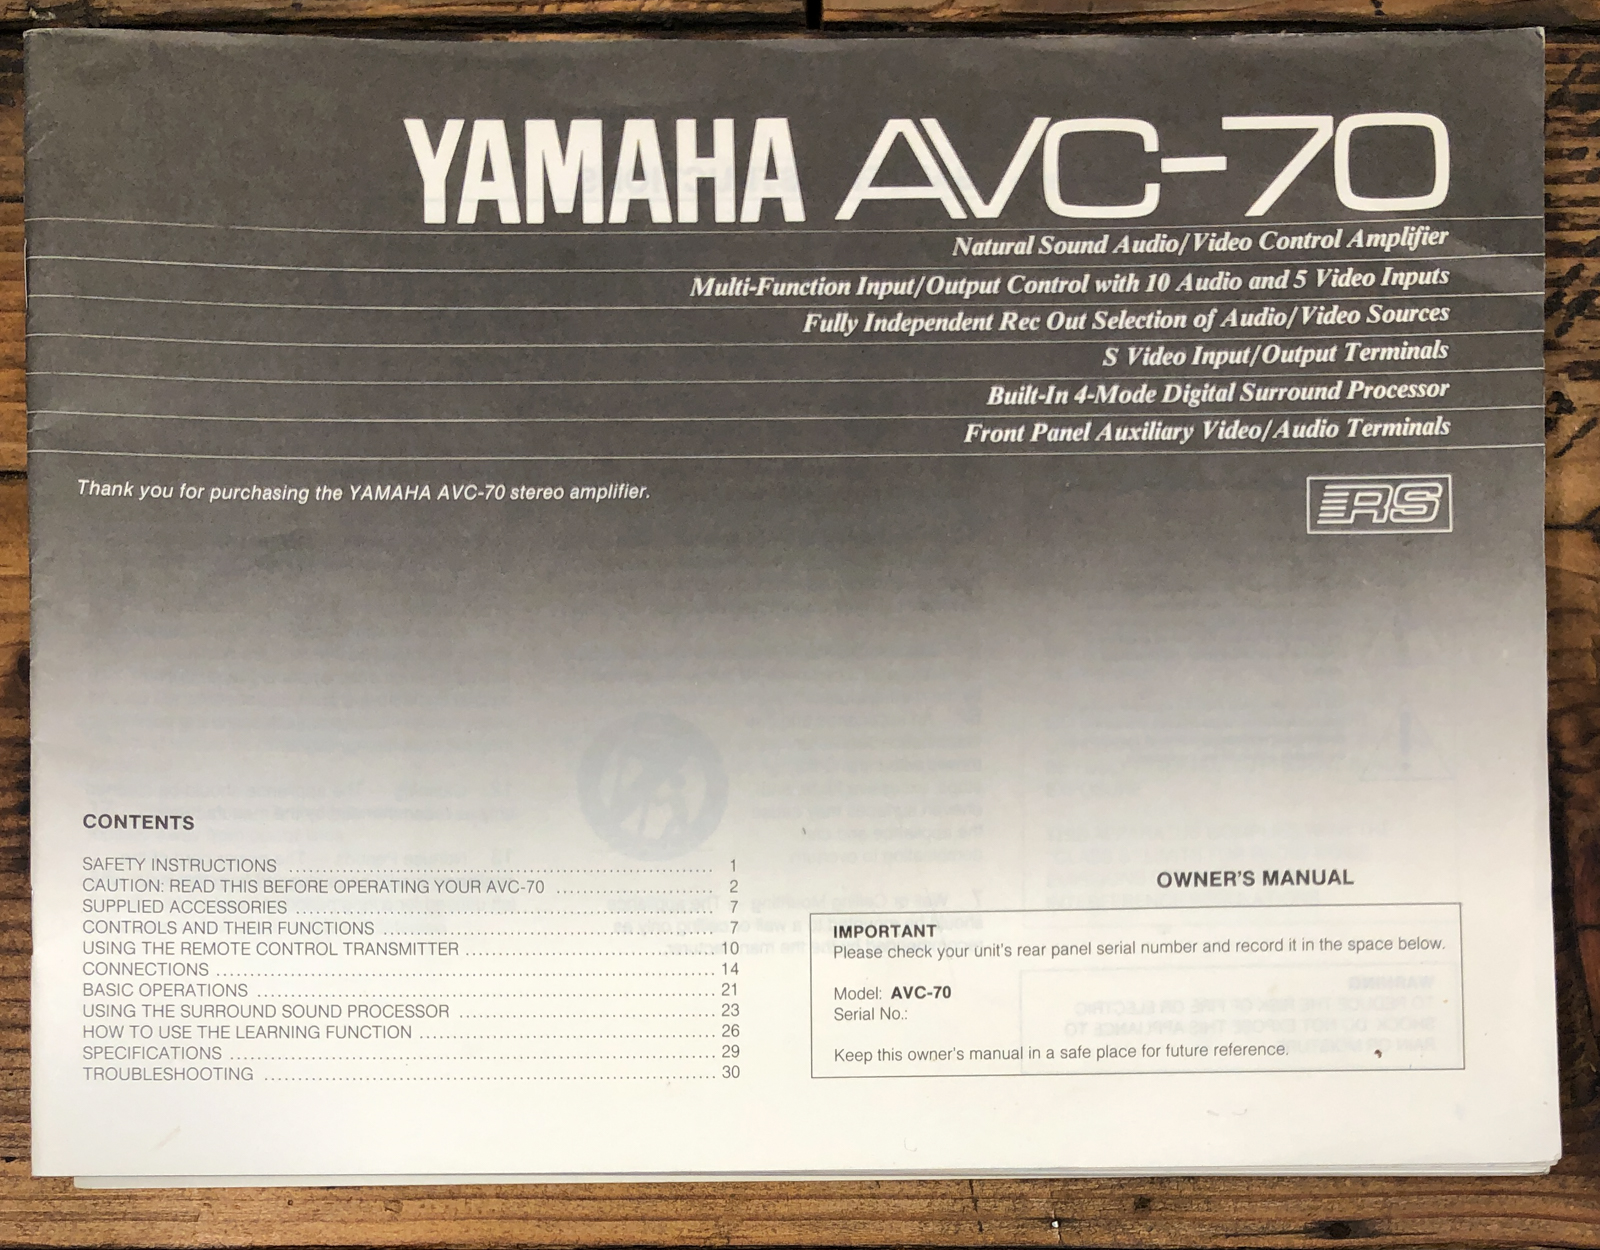 YAMAHA AVC-70
Natural Sound Audio/Video Control Amplifier
Multi-Function Input/Output Control with 10 Audio and 5 Video Inputs
Fully Independent Rec Out Selection of Audio/Video Sources
S Video Input/Output Terminals
Built-In 4-Mode Digital Surround Processor
Front Panel Auxiliary Video/Audio Terminals
Thank you for purchasing the YAMAHA AVC-70 stereo amplifier.
RS
CONTENTS
SAFETY INSTRUCTIONS ........ 1
CAUTION: READ THIS BEFORE OPERATING YOUR AVC-70 ........ 2
SUPPLIED ACCESSORIES ........ 7
CONTROLS AND THEIR FUNCTIONS ........ 7
USING THE REMOTE CONTROL TRANSMITTER ........ 10
CONNECTIONS ........ 14
BASIC OPERATIONS ........ 21
USING THE SURROUND SOUND PROCESSOR ........ 23
HOW TO USE THE LEARNING FUNCTION ........ 26
SPECIFICATIONS ........ 29
TROUBLESHOOTING ........ 30
OWNER'S MANUAL
IMPORTANT
Please check your unit's rear panel serial number and record it in the space below.
Model: AVC-70
Serial No.:
Keep this owner's manual in a safe place for future reference.